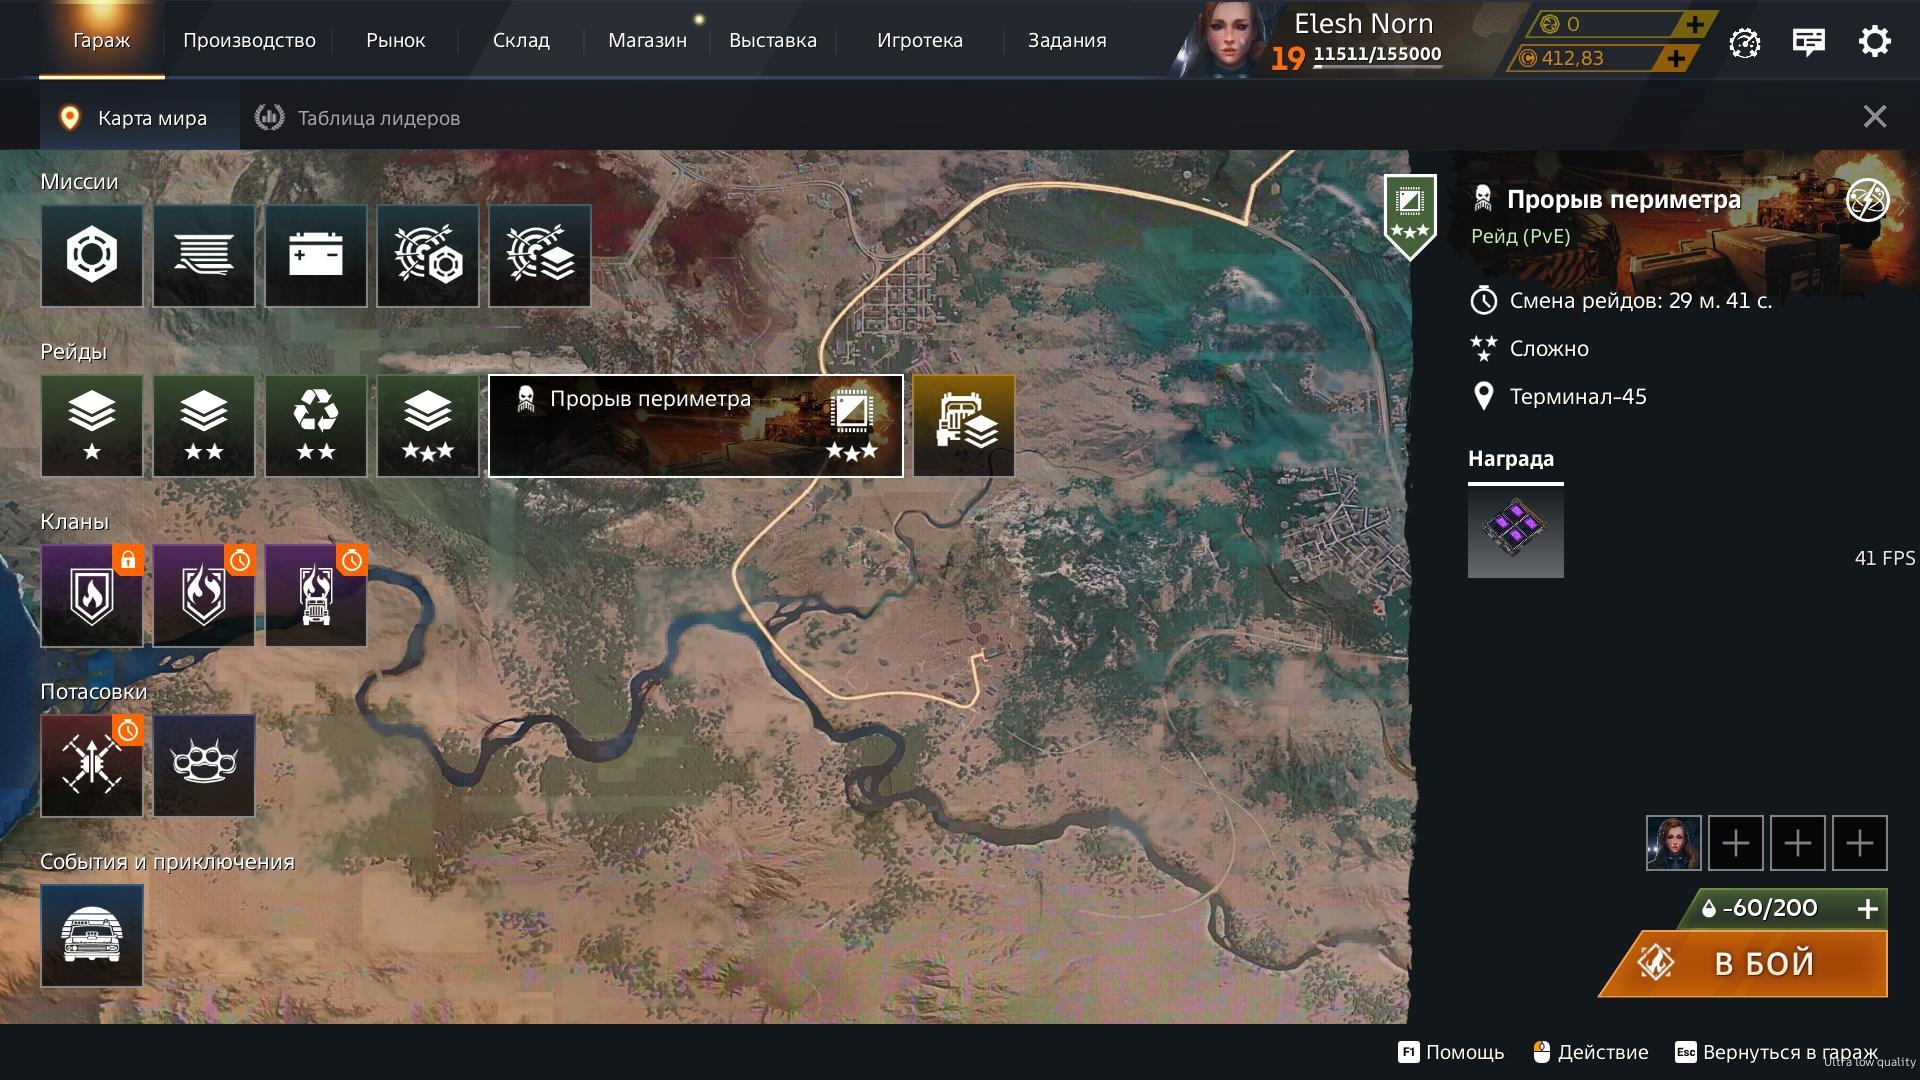 Гараж
Производство
Рынок
Склад
Магазин
Выставка
Игротека
Задания
Elesh Norn
19 11511/155000
0
412,83
Карта мира
Таблица лидеров
Миссии
Рейды
Прорыв периметра
Кланы
Потасовки
События и приключения
Прорыв периметра
Рейд (PvE)
Смена рейдов: 29 м. 41 с.
Сложно
Терминал-45
Награда
41 FPS
-60/200
В БОЙ
F1 Помощь
Действие
Esc Вернуться в гараж
Ultra low quality